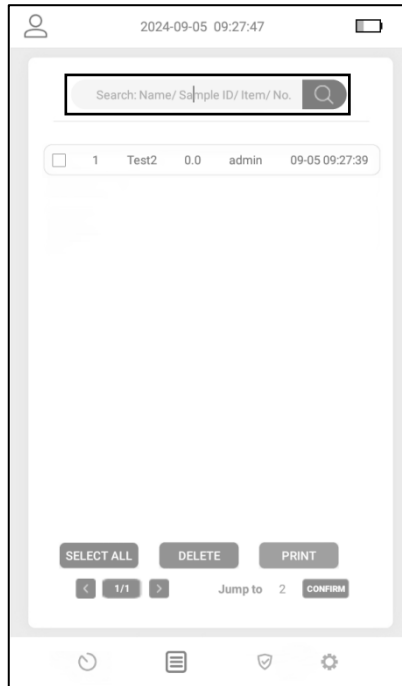 2024-09-05 09:27:47
Search: Name/ Sample ID/ Item/ No.
1 Test2 0.0 admin 09-05 09:27:39
SELECT ALL DELETE PRINT
< 1/1 > Jump to 2 CONFIRM